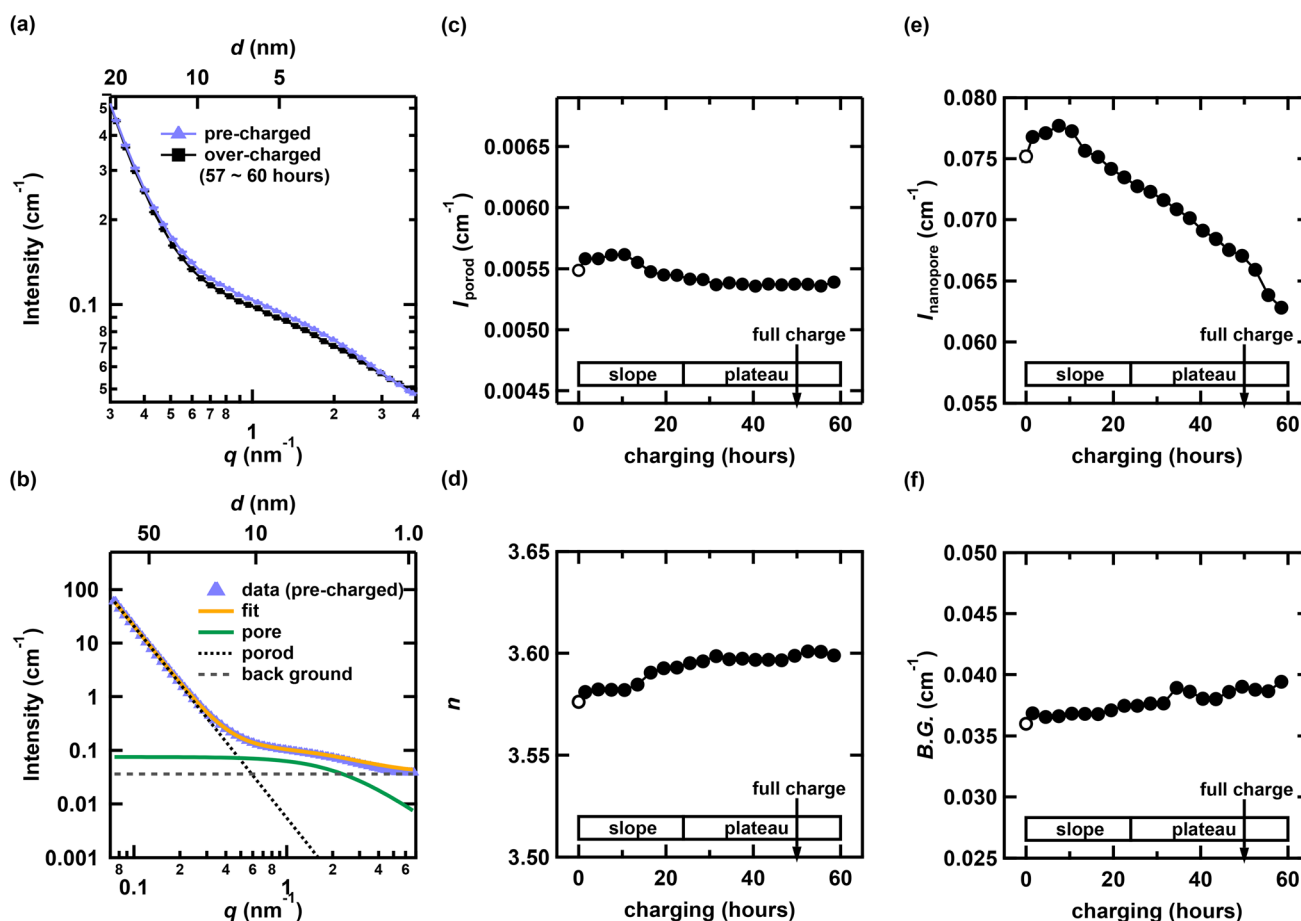 (a)
d (nm)
20 10 5
Intensity (cm⁻¹)
5
4
3
2
0.1
8
7
6
5
pre-charged
over-charged
(57 ~ 60 hours)
3 4 5 6 7 8 1 2 3 4
q (nm⁻¹)
(b)
d (nm)
50 10 1.0
Intensity (cm⁻¹)
100
10
1
0.1
0.01
0.001
data (pre-charged)
fit
pore
porod
back ground
8 0.1 2 4 6 8 1 2 4 6
q (nm⁻¹)
(c)
I porod (cm⁻¹)
0.0065
0.0060
0.0055
0.0050
0.0045
full charge
slope plateau
0 20 40 60
charging (hours)
(d)
n
3.65
3.60
3.55
3.50
full charge
slope plateau
0 20 40 60
charging (hours)
(e)
I nanopore (cm⁻¹)
0.080
0.075
0.070
0.065
0.060
0.055
full charge
slope plateau
0 20 40 60
charging (hours)
(f)
B.G. (cm⁻¹)
0.050
0.045
0.040
0.035
0.030
0.025
full charge
slope plateau
0 20 40 60
charging (hours)